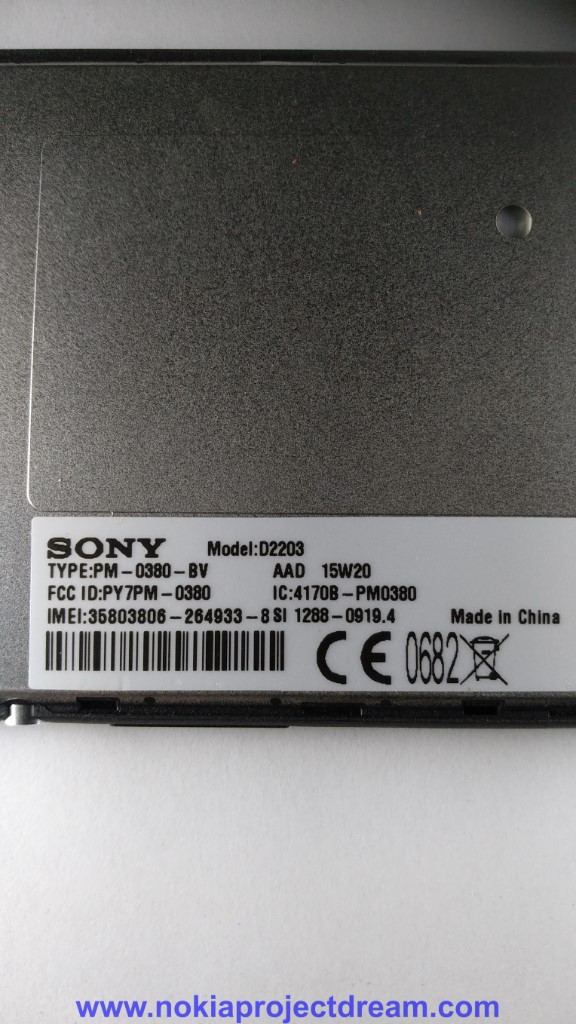 SONY Model:D2203
TYPE:PM-0380-BV AAD 15W20
FCC ID:PY7PM-0380 IC:4170B-PM0380
IMEI:35803806-264933-8 SI 1288-0919.4 Made in China
CE 0682
www.nokiaprojectdream.com